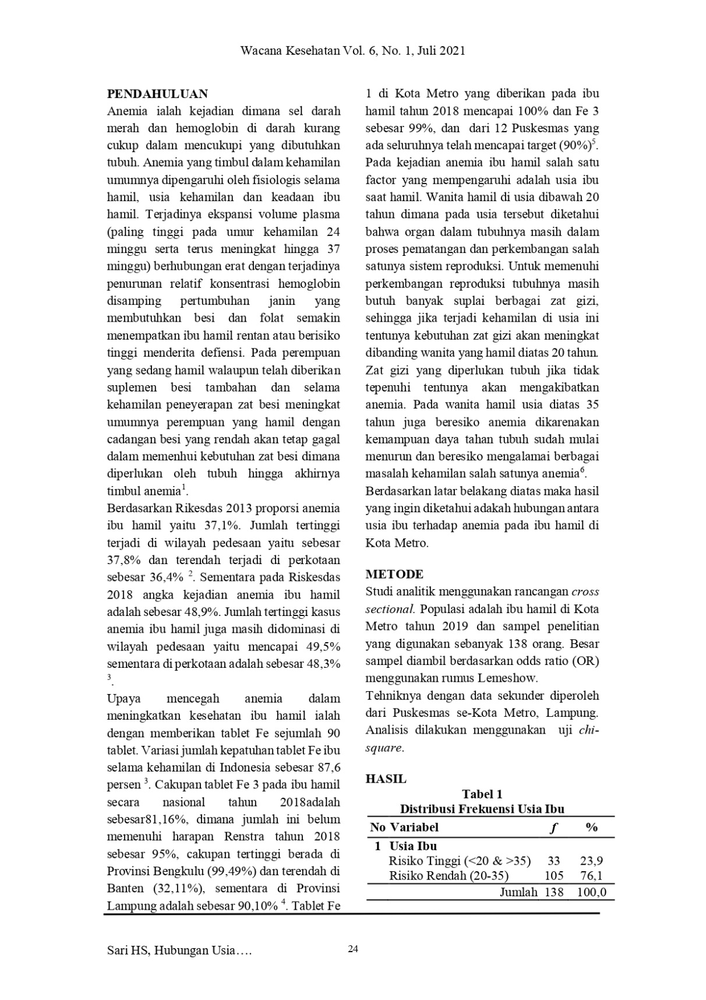 Wacana Kesehatan Vol. 6, No. 1, Juli 2021
PENDAHULUAN
Anemia ialah kejadian dimana sel darah
merah dan hemoglobin di darah kurang
cukup dalam mencukupi yang dibutuhkan
tubuh. Anemia yang timbul dalam kehamilan
umumnya dipengaruhi oleh fisiologis selama
hamil, usia kehamilan dan keadaan ibu
hamil. Terjadinya ekspansi volume plasma
(paling tinggi pada umur kehamilan 24
minggu serta terus meningkat hingga 37
minggu) berhubungan erat dengan terjadinya
penurunan relatif konsentrasi hemoglobin
disamping pertumbuhan janin yang
membutuhkan besi dan folat semakin
menempatkan ibu hamil rentan atau berisiko
tinggi menderita defiensi. Pada perempuan
yang sedang hamil walaupun telah diberikan
suplemen besi tambahan dan selama
kehamilan peneyerapan zat besi meningkat
umumnya perempuan yang hamil dengan
cadangan besi yang rendah akan tetap gagal
dalam memenhui kebutuhan zat besi dimana
diperlukan oleh tubuh hingga akhirnya
timbul anemia1.
Berdasarkan Rikesdas 2013 proporsi anemia
ibu hamil yaitu 37,1%. Jumlah tertinggi
terjadi di wilayah pedesaan yaitu sebesar
37,8% dan terendah terjadi di perkotaan
sebesar 36,4% 2. Sementara pada Riskesdas
2018 angka kejadian anemia ibu hamil
adalah sebesar 48,9%. Jumlah tertinggi kasus
anemia ibu hamil juga masih didominasi di
wilayah pedesaan yaitu mencapai 49,5%
sementara di perkotaan adalah sebesar 48,3%
3.
Upaya mencegah anemia dalam
meningkatkan kesehatan ibu hamil ialah
dengan memberikan tablet Fe sejumlah 90
tablet. Variasi jumlah kepatuhan tablet Fe ibu
selama kehamilan di Indonesia sebesar 87,6
persen 3. Cakupan tablet Fe 3 pada ibu hamil
secara nasional tahun 2018adalah
sebesar81,16%, dimana jumlah ini belum
memenuhi harapan Renstra tahun 2018
sebesar 95%, cakupan tertinggi berada di
Provinsi Bengkulu (99,49%) dan terendah di
Banten (32,11%), sementara di Provinsi
Lampung adalah sebesar 90,10% 4. Tablet Fe
1 di Kota Metro yang diberikan pada ibu
hamil tahun 2018 mencapai 100% dan Fe 3
sebesar 99%, dan dari 12 Puskesmas yang
ada seluruhnya telah mencapai target (90%)5.
Pada kejadian anemia ibu hamil salah satu
factor yang mempengaruhi adalah usia ibu
saat hamil. Wanita hamil di usia dibawah 20
tahun dimana pada usia tersebut diketahui
bahwa organ dalam tubuhnya masih dalam
proses pematangan dan perkembangan salah
satunya sistem reproduksi. Untuk memenuhi
perkembangan reproduksi tubuhnya masih
butuh banyak suplai berbagai zat gizi,
sehingga jika terjadi kehamilan di usia ini
tentunya kebutuhan zat gizi akan meningkat
dibanding wanita yang hamil diatas 20 tahun.
Zat gizi yang diperlukan tubuh jika tidak
tepenuhi tentunya akan mengakibatkan
anemia. Pada wanita hamil usia diatas 35
tahun juga beresiko anemia dikarenakan
kemampuan daya tahan tubuh sudah mulai
menurun dan beresiko mengalamai berbagai
masalah kehamilan salah satunya anemia6.
Berdasarkan latar belakang diatas maka hasil
yang ingin diketahui adakah hubungan antara
usia ibu terhadap anemia pada ibu hamil di
Kota Metro.
METODE
Studi analitik menggunakan rancangan cross
sectional. Populasi adalah ibu hamil di Kota
Metro tahun 2019 dan sampel penelitian
yang digunakan sebanyak 138 orang. Besar
sampel diambil berdasarkan odds ratio (OR)
menggunakan rumus Lemeshow.
Tehniknya dengan data sekunder diperoleh
dari Puskesmas se-Kota Metro, Lampung.
Analisis dilakukan menggunakan uji chi-
square.
HASIL
Tabel 1
Distribusi Frekuensi Usia Ibu
No Variabel f %
1 Usia Ibu
Risiko Tinggi (<20 & >35) 33 23,9
Risiko Rendah (20-35) 105 76,1
Jumlah 138 100,0
Sari HS, Hubungan Usia….
24